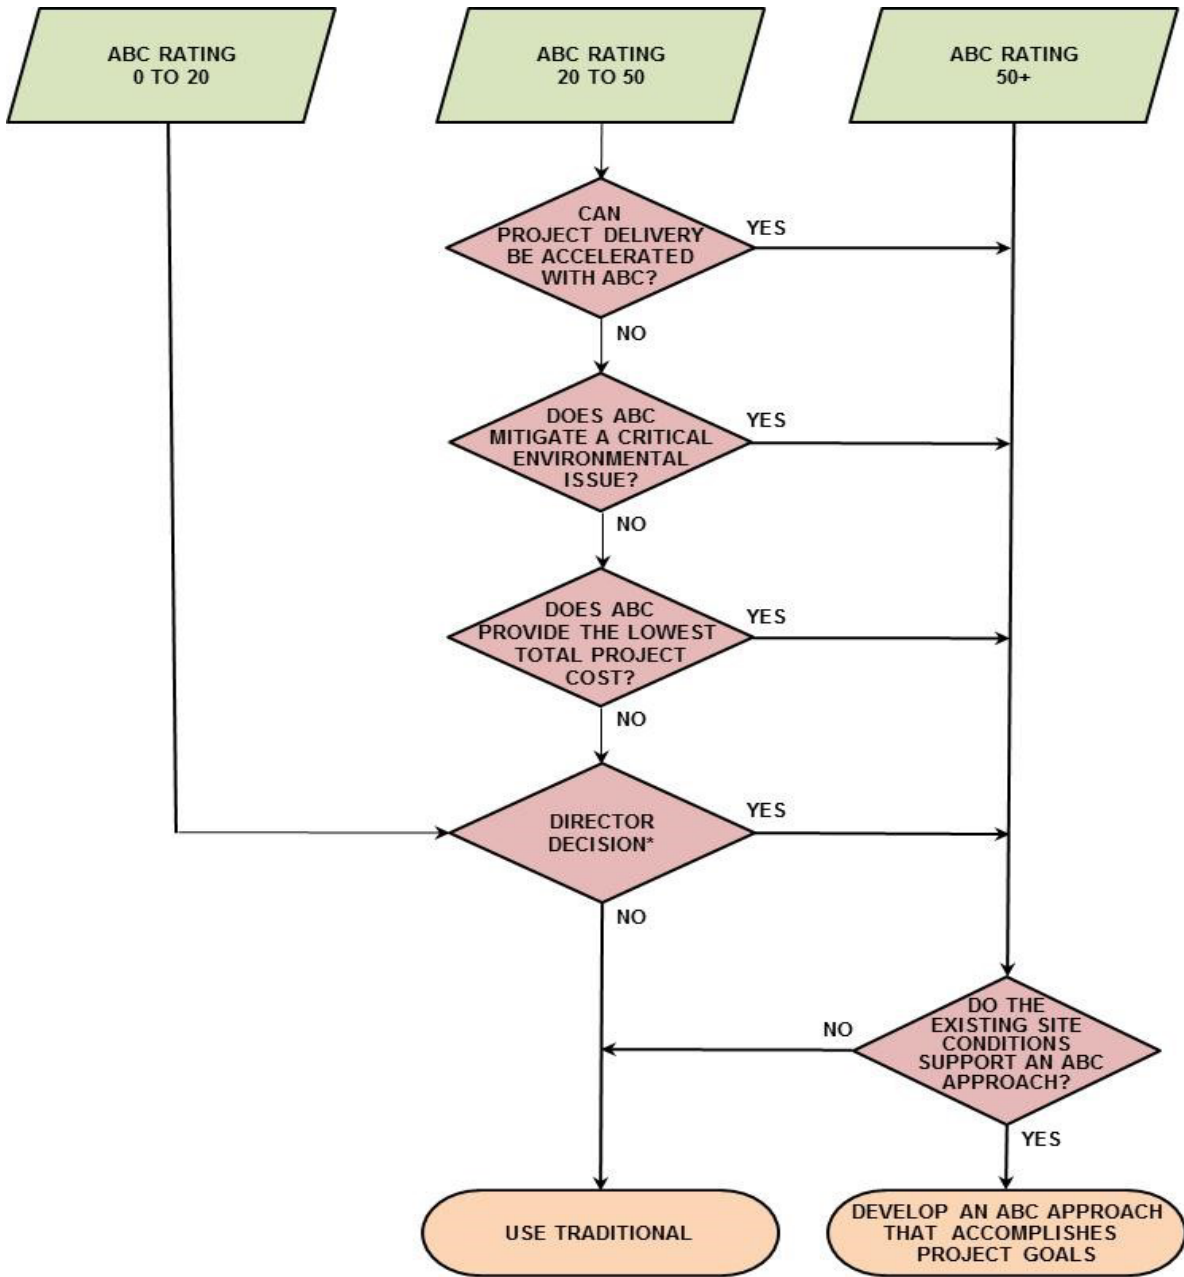 ABC RATING
0 TO 20
ABC RATING
20 TO 50
ABC RATING
50+
CAN
PROJECT DELIVERY
BE ACCELERATED
WITH ABC?
YES
NO
DOES ABC
MITIGATE A CRITICAL
ENVIRONMENTAL
ISSUE?
YES
NO
DOES ABC
PROVIDE THE LOWEST
TOTAL PROJECT
COST?
YES
NO
DIRECTOR
DECISION*
YES
NO
DO THE
EXISTING SITE
CONDITIONS
SUPPORT AN ABC
APPROACH?
NO
YES
USE TRADITIONAL
DEVELOP AN ABC APPROACH
THAT ACCOMPLISHES
PROJECT GOALS